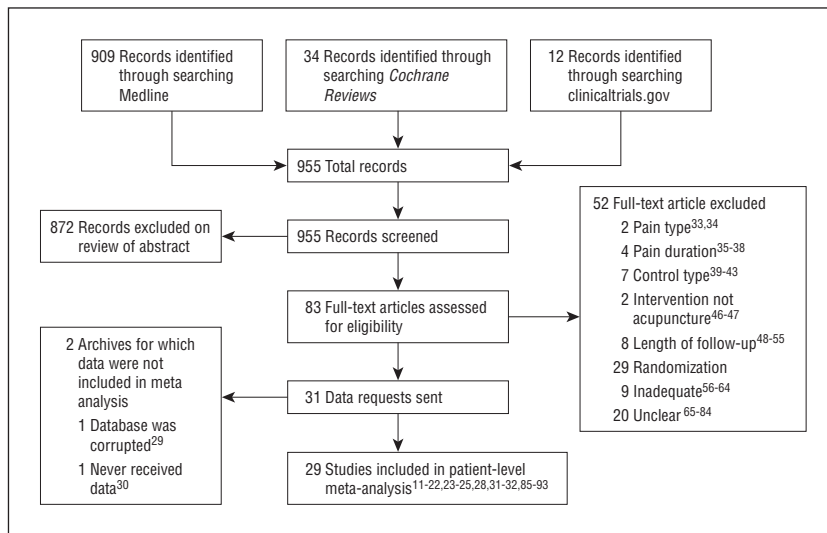 909 Records identified
through searching
Medline
34 Records identified through
searching Cochrane
Reviews
12 Records identified
through searching
clinicaltrials.gov
955 Total records
872 Records excluded on
review of abstract
955 Records screened
83 Full-text articles assessed
for eligibility
52 Full-text article excluded
2 Pain type33,34
4 Pain duration35-38
7 Control type39-43
2 Intervention not
acupuncture46-47
8 Length of follow-up48-55
29 Randomization
9 Inadequate56-64
20 Unclear65-84
2 Archives for which
data were not
included in meta
analysis
1 Database was
corrupted29
1 Never received
data30
31 Data requests sent
29 Studies included in patient-level
meta-analysis11-22,23-25,28,31-32,85-93